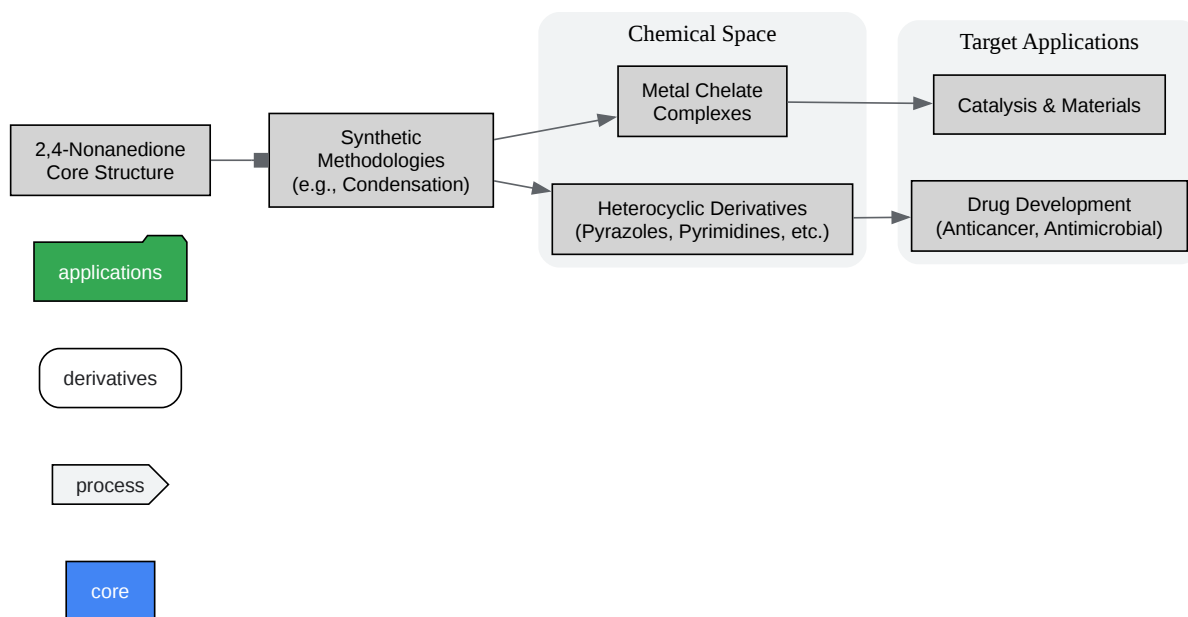 Chemical Space
Target Applications
2,4-Nonanedione
Core Structure
Synthetic
Methodologies
(e.g., Condensation)
Metal Chelate
Complexes
Catalysis & Materials
Heterocyclic Derivatives
(Pyrazoles, Pyrimidines, etc.)
Drug Development
(Anticancer, Antimicrobial)
applications
derivatives
process
core